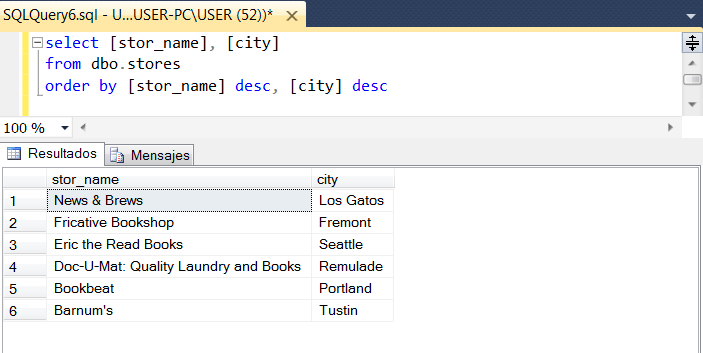 SQLQuery6.sql - U...USER-PC\USER (52))*
select [stor_name], [city]
from dbo.stores
order by [stor_name] desc, [city] desc
100 %
Resultados Mensajes
stor_name city
1 News & Brews Los Gatos
2 Fricative Bookshop Fremont
3 Eric the Read Books Seattle
4 Doc-U-Mat: Quality Laundry and Books Remulade
5 Bookbeat Portland
6 Barnum's Tustin